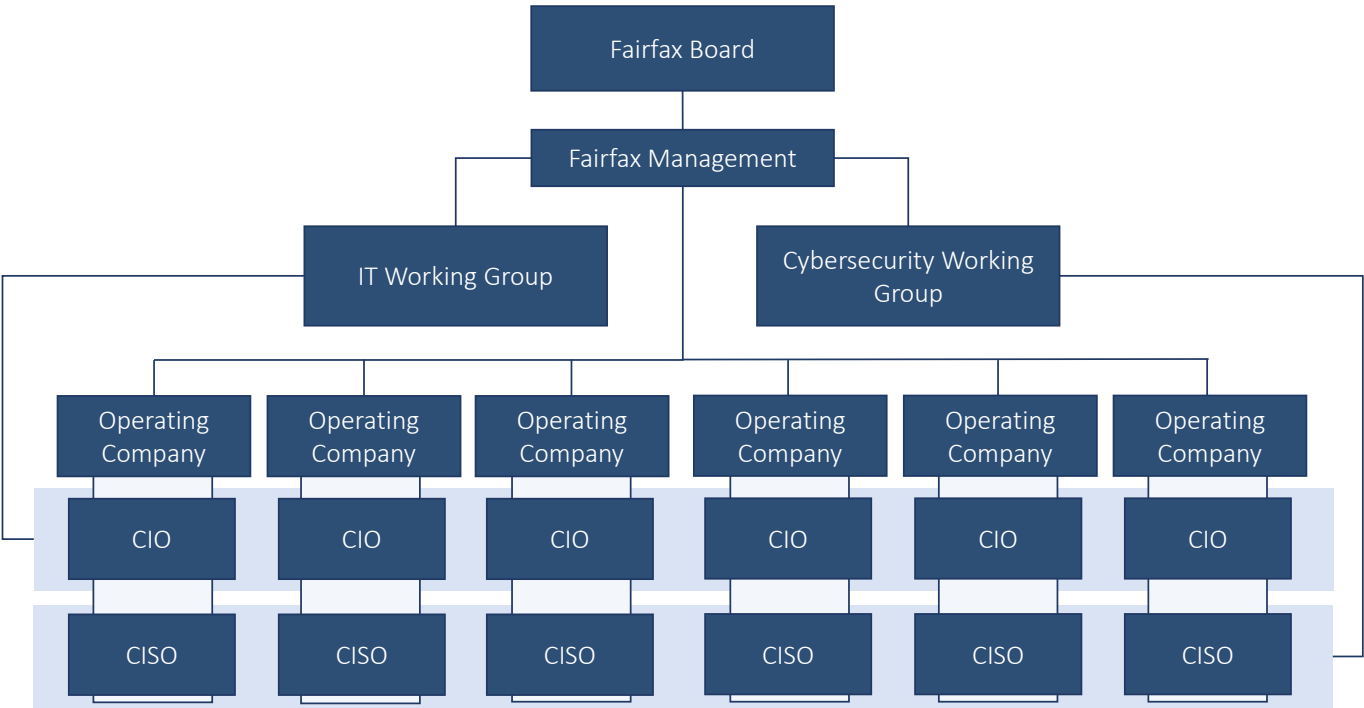 Fairfax Board
Fairfax Management
IT Working Group
Cybersecurity Working
Group
Operating
Company
Operating
Company
Operating
Company
Operating
Company
Operating
Company
Operating
Company
CIO
CIO
CIO
CIO
CIO
CIO
CISO
CISO
CISO
CISO
CISO
CISO